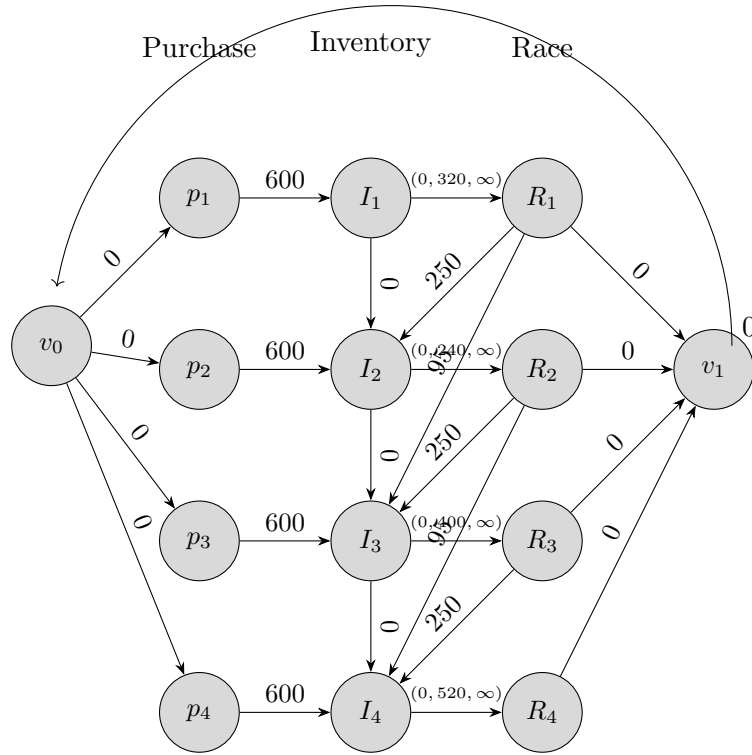 Purchase Inventory Race
p1 600 I1 (0, 320, ∞) R1
0 0 250 0
v0 0 p2 600 I2 (0, 240, ∞) R2 0 v1 0
95
0 0 250 0
p3 600 I3 (0, 400, ∞) R3
95
0 0 250 0
p4 600 I4 (0, 520, ∞) R4